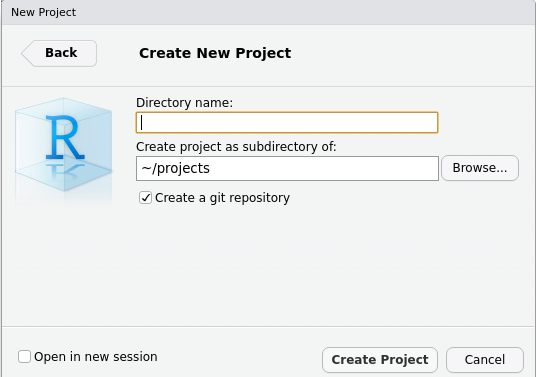 New Project
Back
Create New Project
R
Directory name:
Create project as subdirectory of:
~/projects
Browse...
Create a git repository
Open in new session
Create Project
Cancel